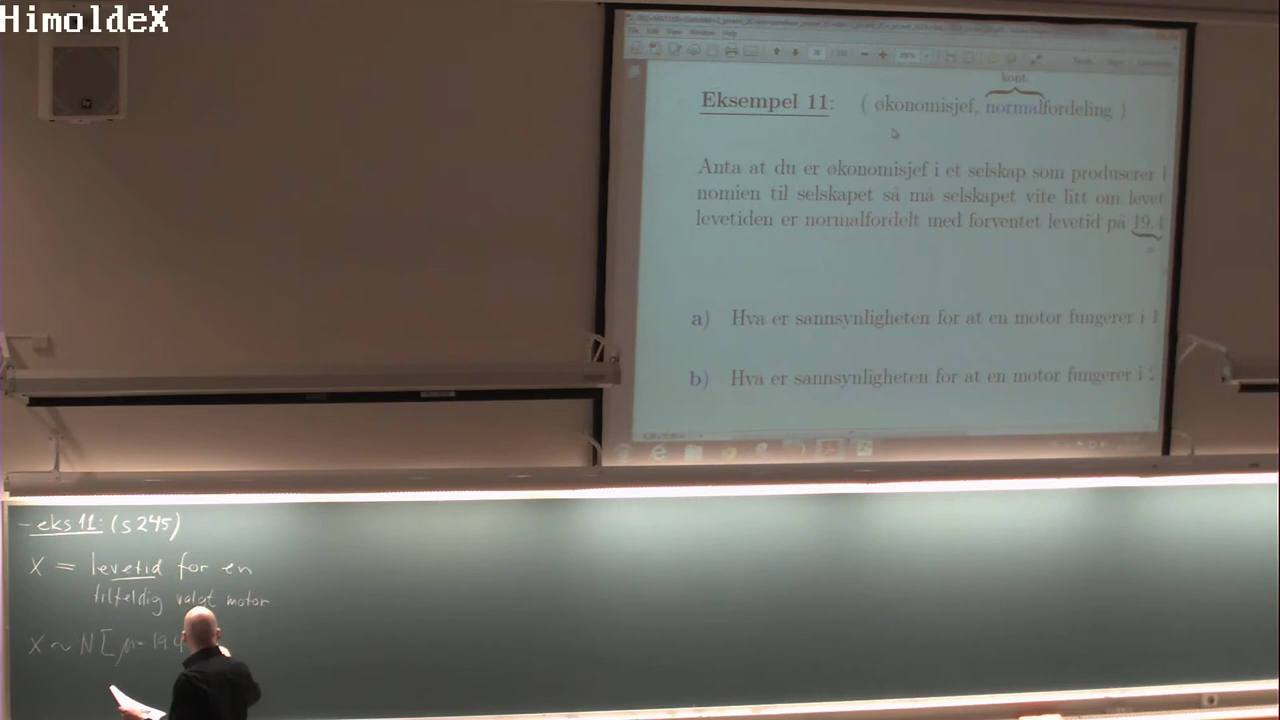 HimoldeX
kont.
Eksempel 11: ( økonomisjef, normalfordeling )
Anta at du er økonomisjef i et selskap som produserer
nomien til selskapet så må selskapet vite litt om levet
levetiden er normalfordelt med forventet levetid på 19.4
a) Hva er sannsynligheten for at en motor fungerer i 1
b) Hva er sannsynligheten for at en motor fungerer i
- eks 11: (s 245)
X = levetid for en
tilfeldig valgt motor
X ~ N[ μ = 19.4